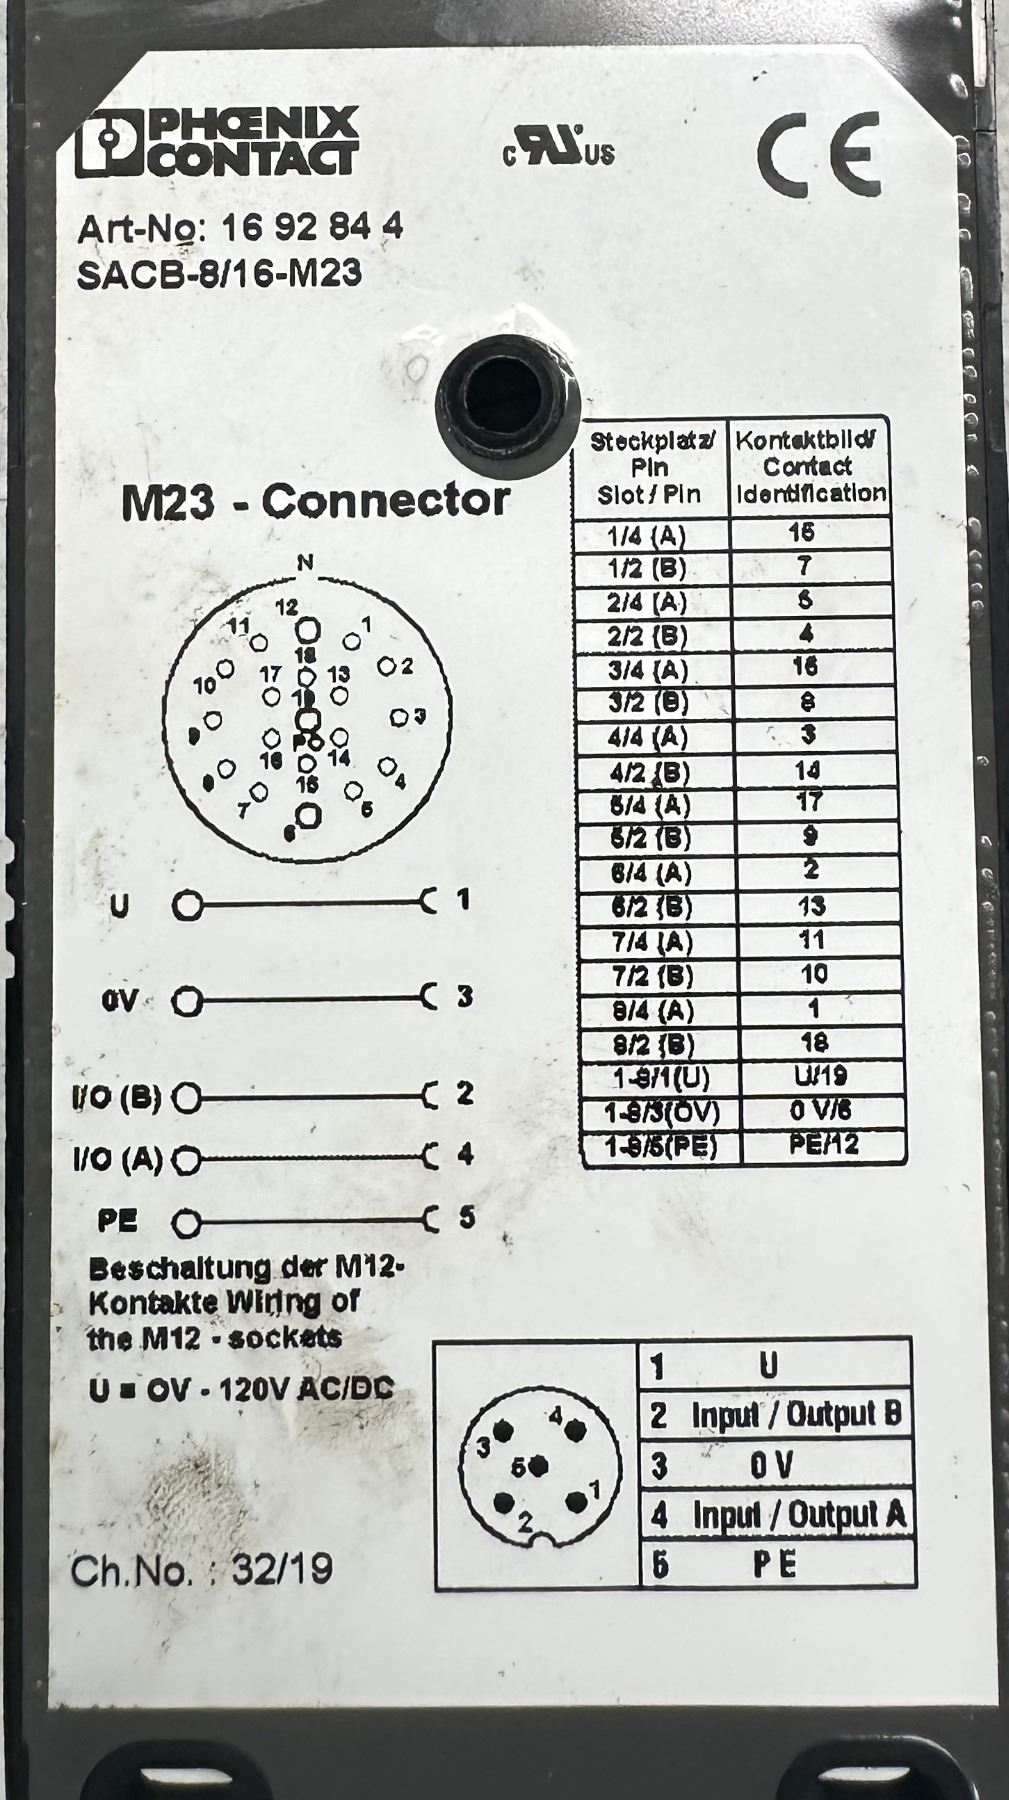 PHŒNIX
CONTACT
c UR US
CE
Art-No: 16 92 84 4
SACB-8/16-M23
M23 - Connector
N
12
11
1
18
10
17
13
2
19
9
3
PE
16
14
8
15
4
7
5
6
Steckplatz/ Kontaktbild/
Pin Contact
Slot / Pin Identification
1/4 (A) 15
1/2 (B) 7
2/4 (A) 5
2/2 (B) 4
3/4 (A) 16
3/2 (B) 8
4/4 (A) 3
4/2 (B) 14
5/4 (A) 17
5/2 (B) 9
6/4 (A) 2
6/2 (B) 13
7/4 (A) 11
7/2 (B) 10
8/4 (A) 1
8/2 (B) 18
1-8/1(U) U/19
1-8/3(OV) 0 V/6
1-8/5(PE) PE/12
U 1
0V 3
I/O (B) 2
I/O (A) 4
PE 5
Beschaltung der M12-
Kontakte Wiring of
the M12 - sockets
U = OV - 120V AC/DC
Ch.No. : 32/19
4
3
5
1
2
1 U
2 Input / Output B
3 0 V
4 Input / Output A
5 P E